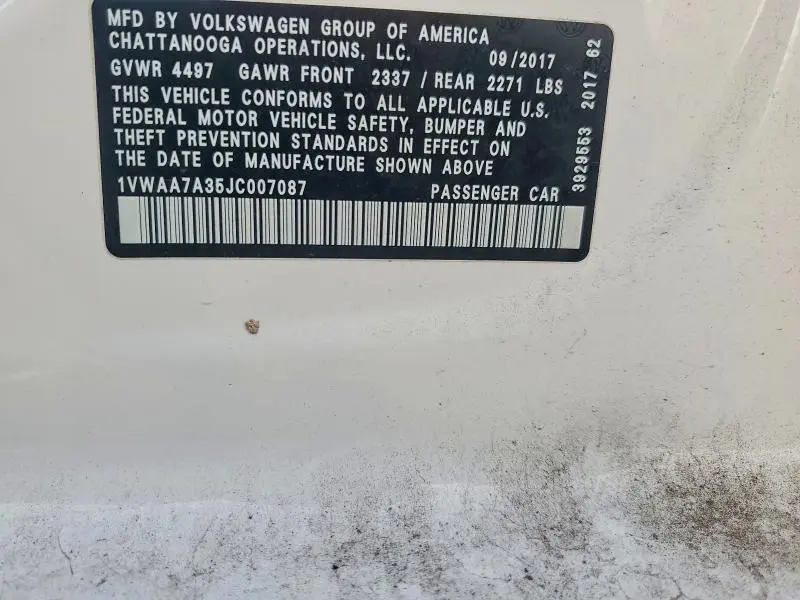 MFD BY VOLKSWAGEN GROUP OF AMERICA
CHATTANOOGA OPERATIONS, LLC. 09/2017
GVWR 4497 GAWR FRONT 2337 / REAR 2271 LBS
THIS VEHICLE CONFORMS TO ALL APPLICABLE U.S.
FEDERAL MOTOR VEHICLE SAFETY, BUMPER AND
THEFT PREVENTION STANDARDS IN EFFECT ON
THE DATE OF MANUFACTURE SHOWN ABOVE
1VWAA7A35JC007087 PASSENGER CAR
3929553 2017 62